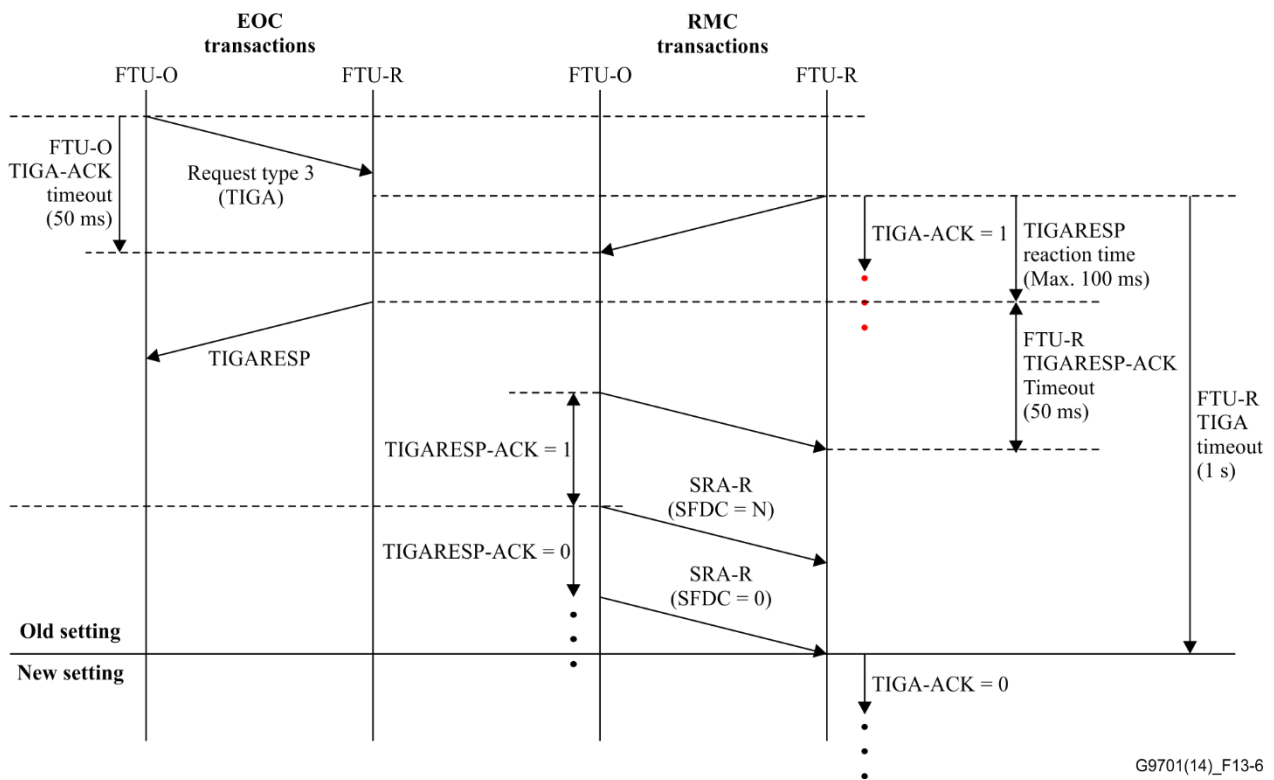 EOC
transactions
RMC
transactions
FTU-O
FTU-R
FTU-O
FTU-R
FTU-O
TIGA-ACK
timeout
(50 ms)
Request type 3
(TIGA)
TIGA-ACK = 1
TIGARESP
reaction time
(Max. 100 ms)
TIGARESP
FTU-R
TIGARESP-ACK
Timeout
(50 ms)
FTU-R
TIGA
timeout
(1 s)
TIGARESP-ACK = 1
SRA-R
(SFDC = N)
TIGARESP-ACK = 0
SRA-R
(SFDC = 0)
Old setting
New setting
TIGA-ACK = 0
G9701(14)_F13-6